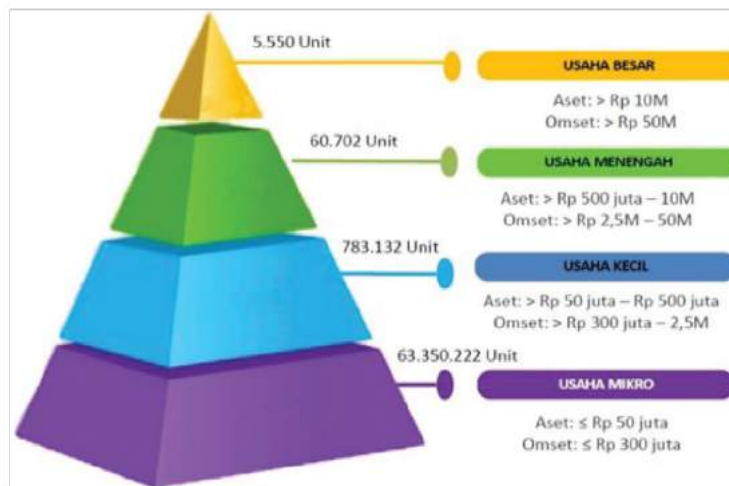 5.550 Unit
USAHA BESAR
Aset: > Rp 10M
Omset: > Rp 50M
60.702 Unit
USAHA MENENGAH
Aset: > Rp 500 juta – 10M
Omset: > Rp 2,5M – 50M
783.132 Unit
USAHA KECIL
Aset: > Rp 50 juta – Rp 500 juta
Omset: > Rp 300 juta – 2,5M
63.350.222 Unit
USAHA MIKRO
Aset: ≤ Rp 50 juta
Omset: ≤ Rp 300 juta